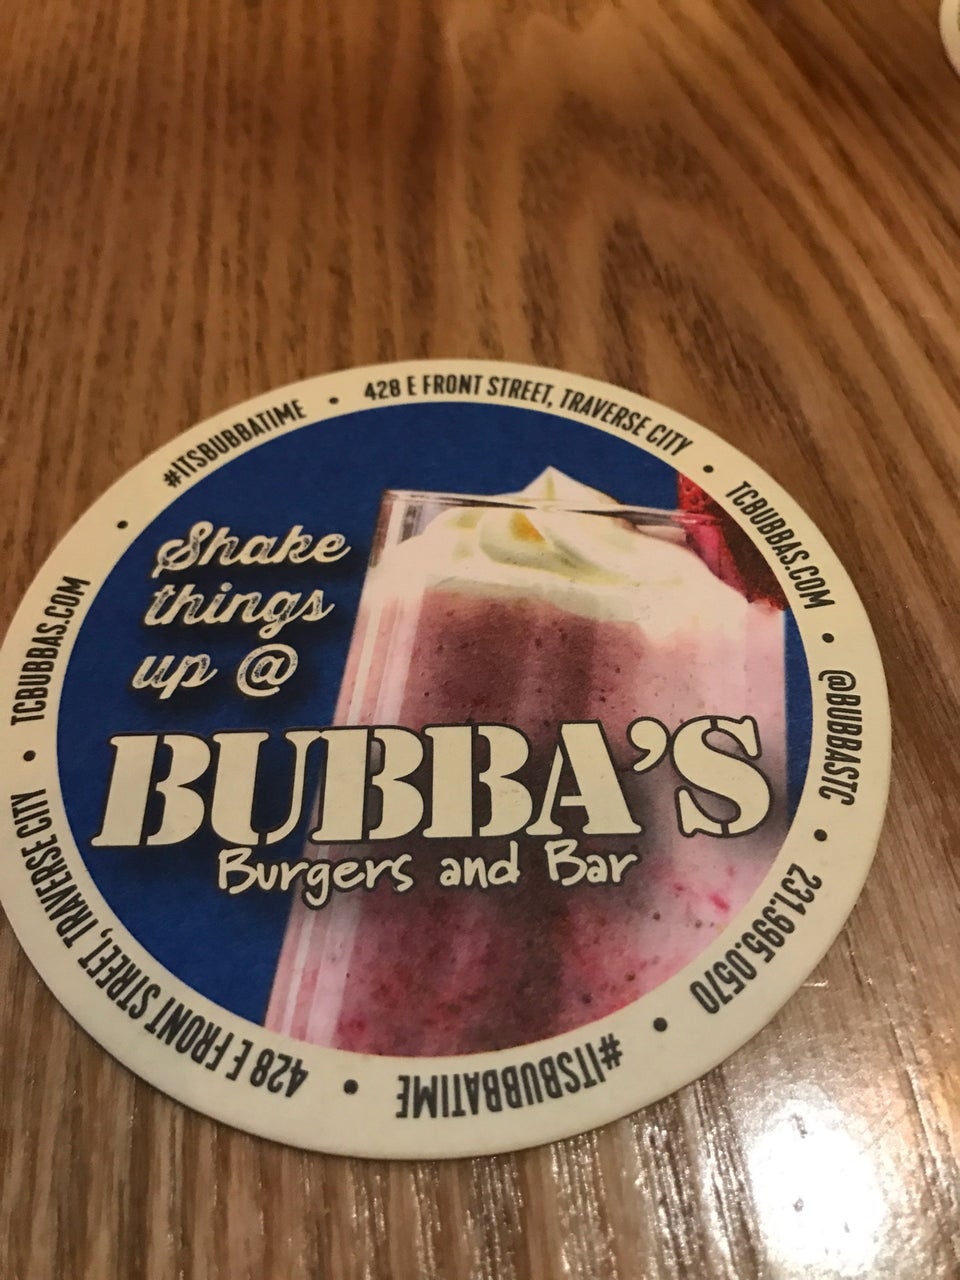 Shake
things
up @
BUBBA'S
Burgers and Bar
#ITSBUBBATIME • 428 E FRONT STREET, TRAVERSE CITY • TCBUBBAS.COM • @BUBBASTC • 231.995.0570 • #ITSBUBBATIME • 428 E FRONT STREET, TRAVERSE CITY • TCBUBBAS.COM •